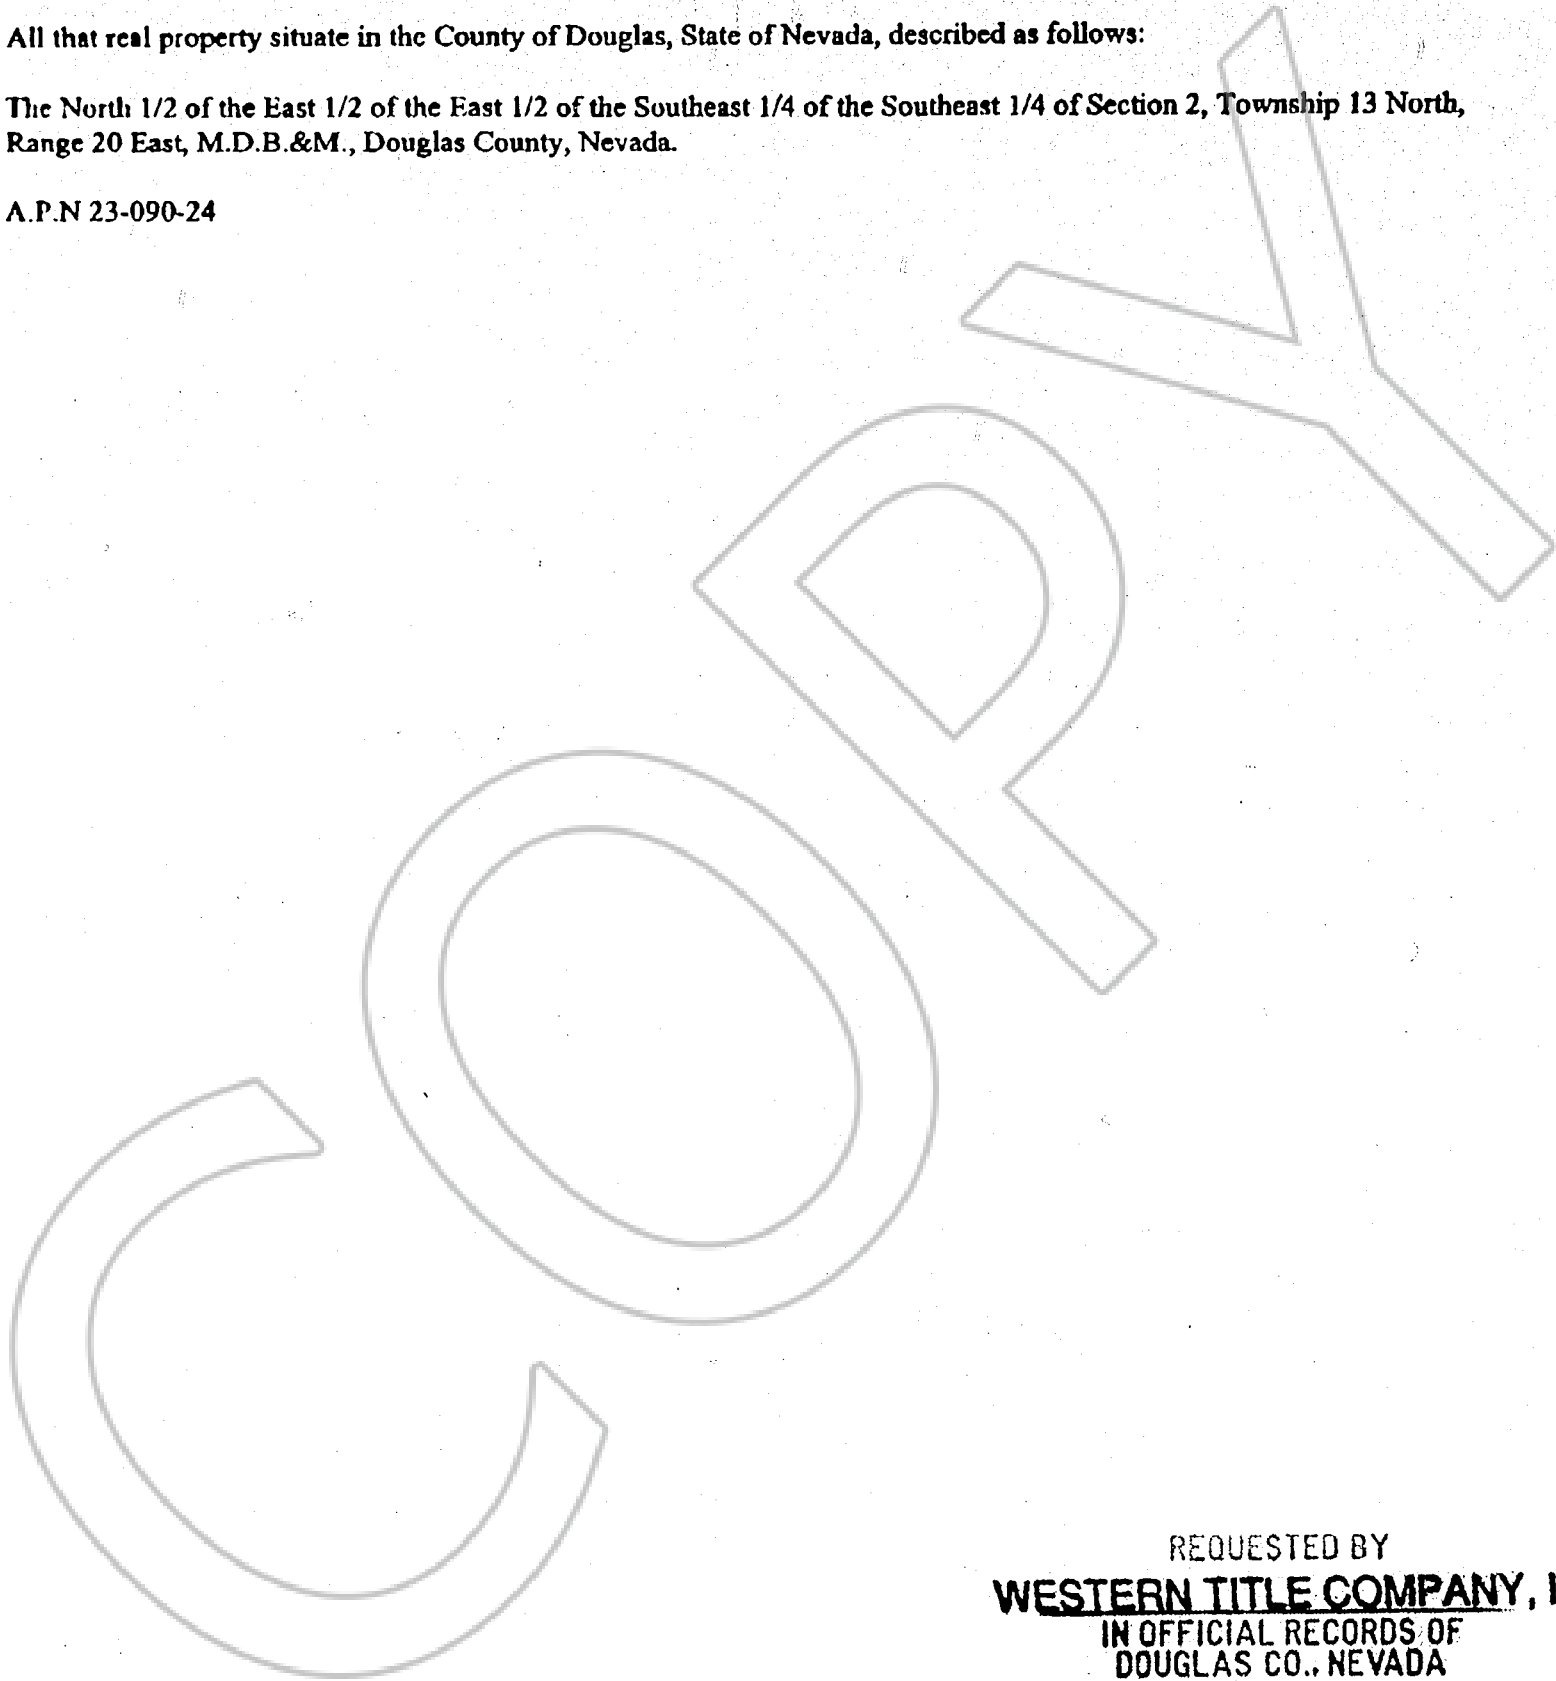 All that real property situate in the County of Douglas, State of Nevada, described as follows:
The North 1/2 of the East 1/2 of the East 1/2 of the Southeast 1/4 of the Southeast 1/4 of Section 2, Township 13 North,
Range 20 East, M.D.B.&M., Douglas County, Nevada.
A.P.N 23-090-24
COPY
REQUESTED BY
WESTERN TITLE COMPANY,
IN OFFICIAL RECORDS OF
DOUGLAS CO., NEVADA